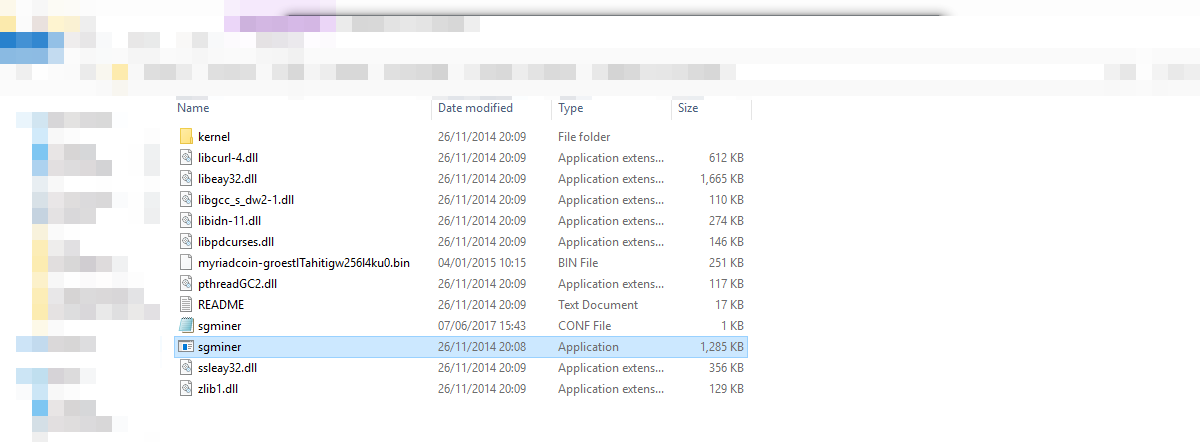 Name Date modified Type Size
kernel 26/11/2014 20:09 File folder
libcurl-4.dll 26/11/2014 20:09 Application extens... 612 KB
libeay32.dll 26/11/2014 20:09 Application extens... 1,665 KB
libgcc_s_dw2-1.dll 26/11/2014 20:09 Application extens... 110 KB
libidn-11.dll 26/11/2014 20:09 Application extens... 274 KB
libpdcurses.dll 26/11/2014 20:09 Application extens... 146 KB
myriadcoin-groestlTahitigw256l4ku0.bin 04/01/2015 10:15 BIN File 251 KB
pthreadGC2.dll 26/11/2014 20:09 Application extens... 117 KB
README 26/11/2014 20:09 Text Document 17 KB
sgminer 07/06/2017 15:43 CONF File 1 KB
sgminer 26/11/2014 20:08 Application 1,285 KB
ssleay32.dll 26/11/2014 20:09 Application extens... 356 KB
zlib1.dll 26/11/2014 20:09 Application extens... 129 KB